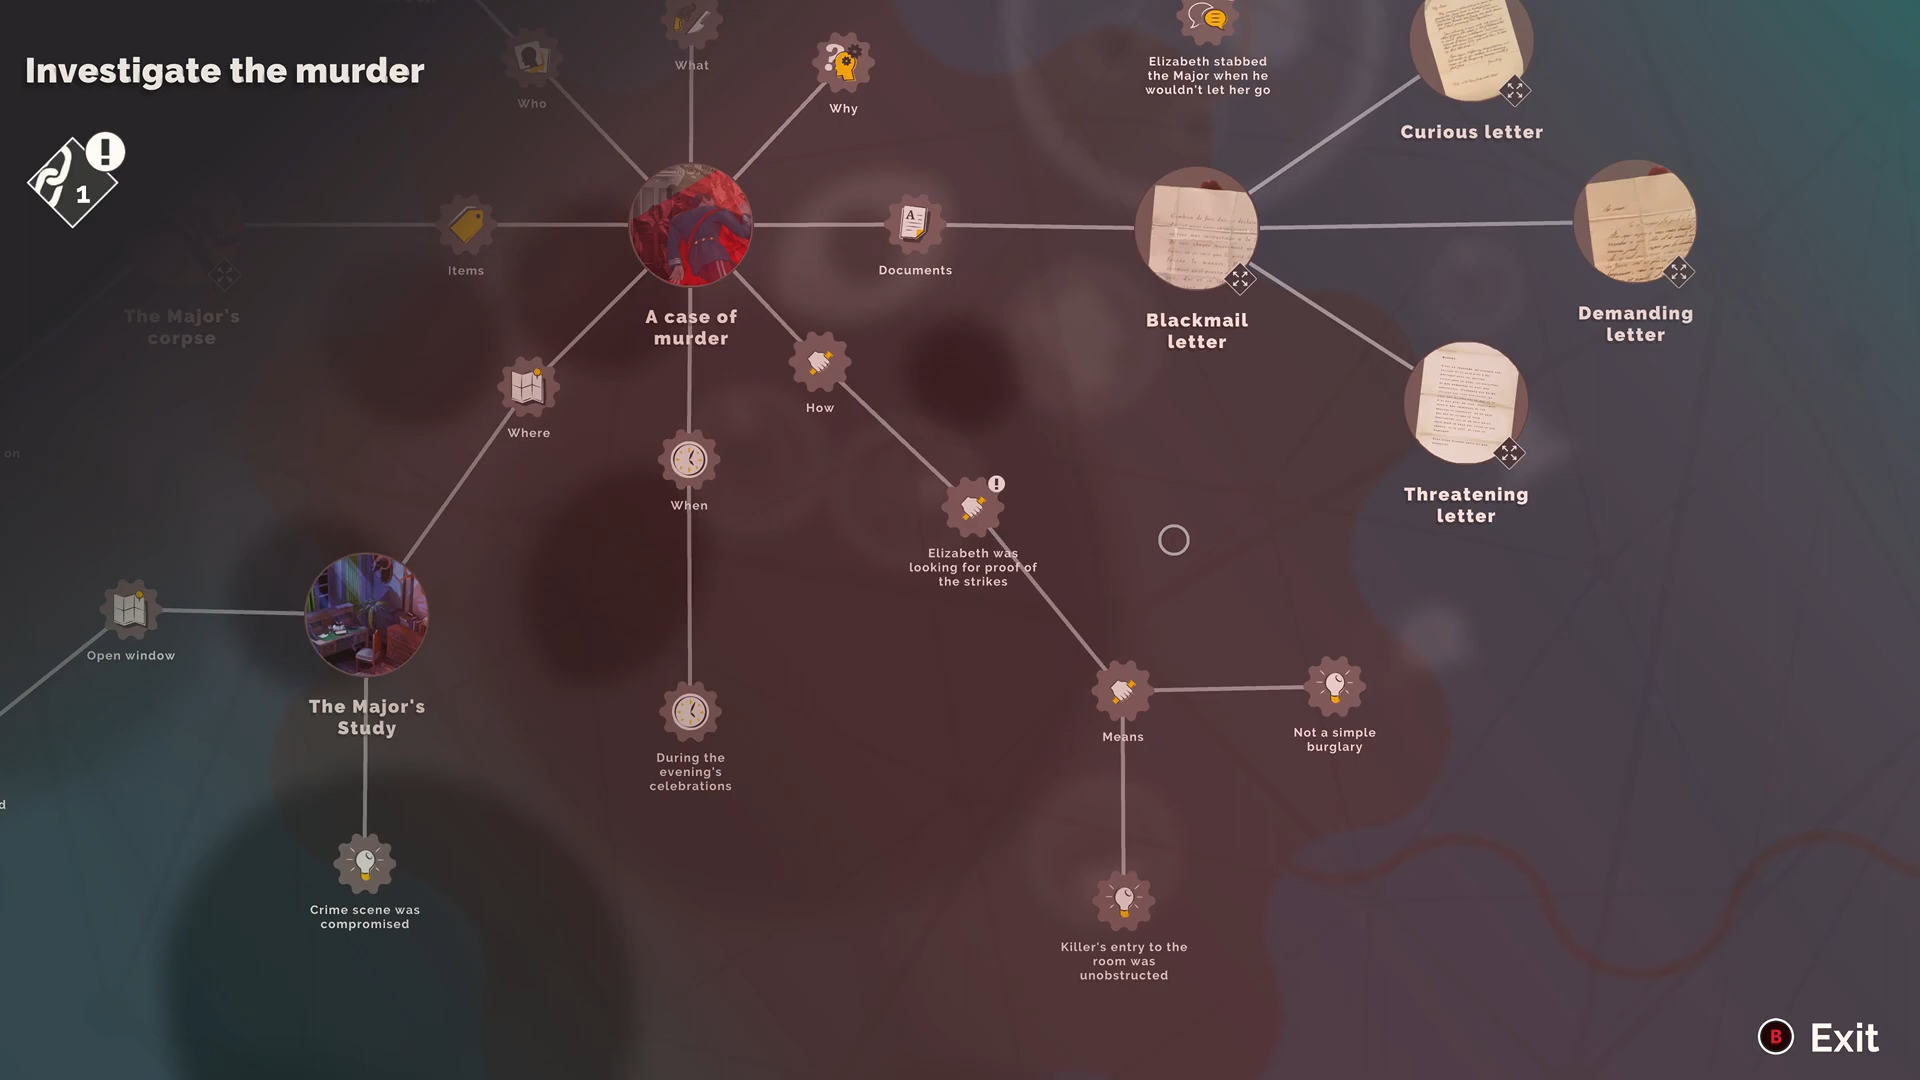 Investigate the murder
1
What
Who
Why
Elizabeth stabbed
the Major when he
wouldn't let her go
Curious letter
Items
Documents
The Major's
corpse
A case of
murder
Blackmail
letter
Demanding
letter
How
Where
on
When
Threatening
letter
Elizabeth was
looking for proof of
the strikes
Open window
The Major's
Study
Means
Not a simple
burglary
During the
evening's
celebrations
d
Crime scene was
compromised
Killer's entry to the
room was
unobstructed
B Exit